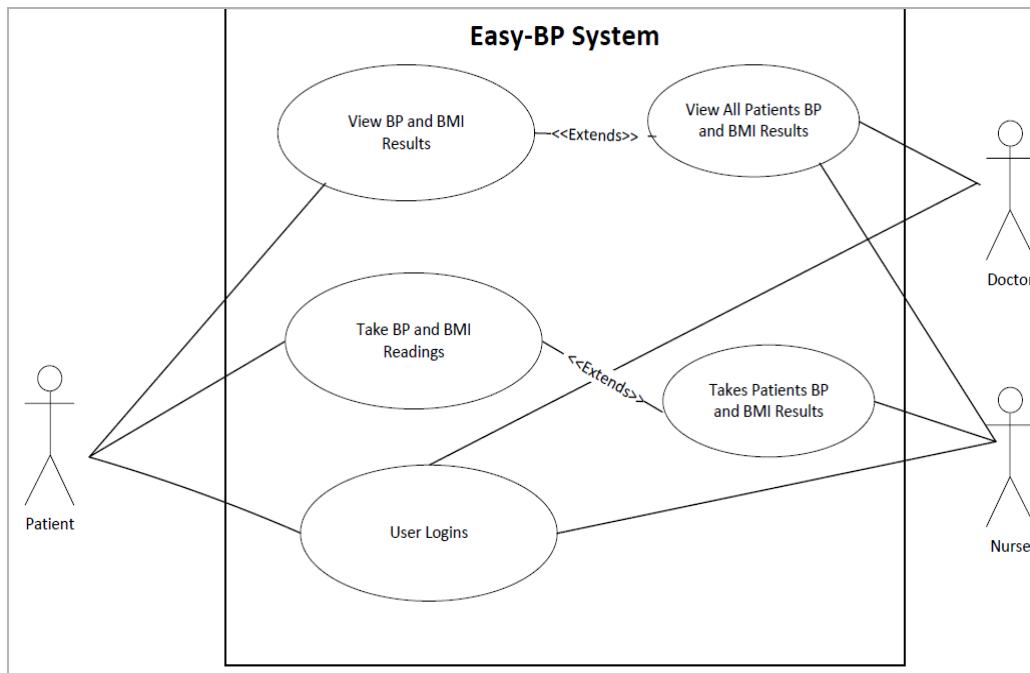 Easy-BP System
View BP and BMI
Results
<<Extends>>
View All Patients BP
and BMI Results
Doctor
Take BP and BMI
Readings
<<Extends>>
Takes Patients BP
and BMI Results
Patient
User Logins
Nurse